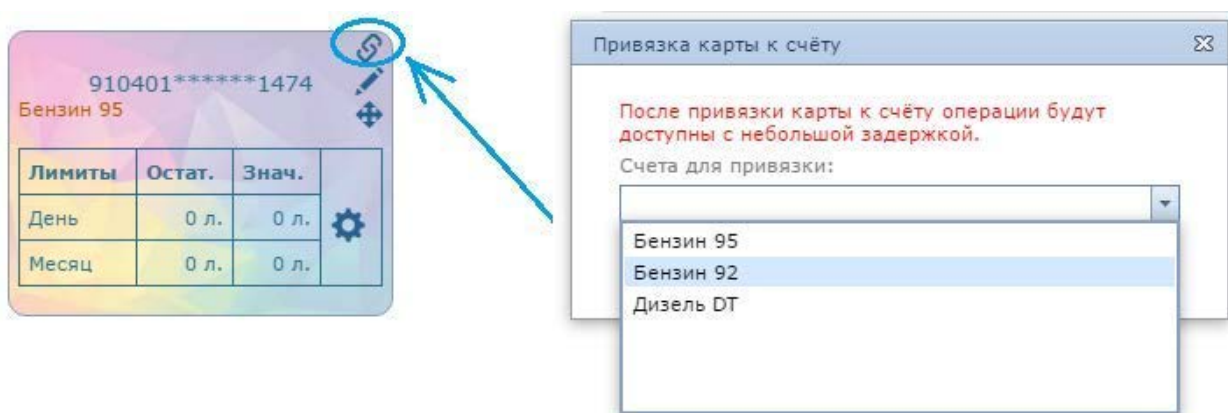 910401******1474
Бензин 95
Лимиты Остат. Знач.
День 0 л. 0 л.
Месяц 0 л. 0 л.
Привязка карты к счёту
После привязки карты к счёту операции будут
доступны с небольшой задержкой.
Счета для привязки:
Бензин 95
Бензин 92
Дизель DT